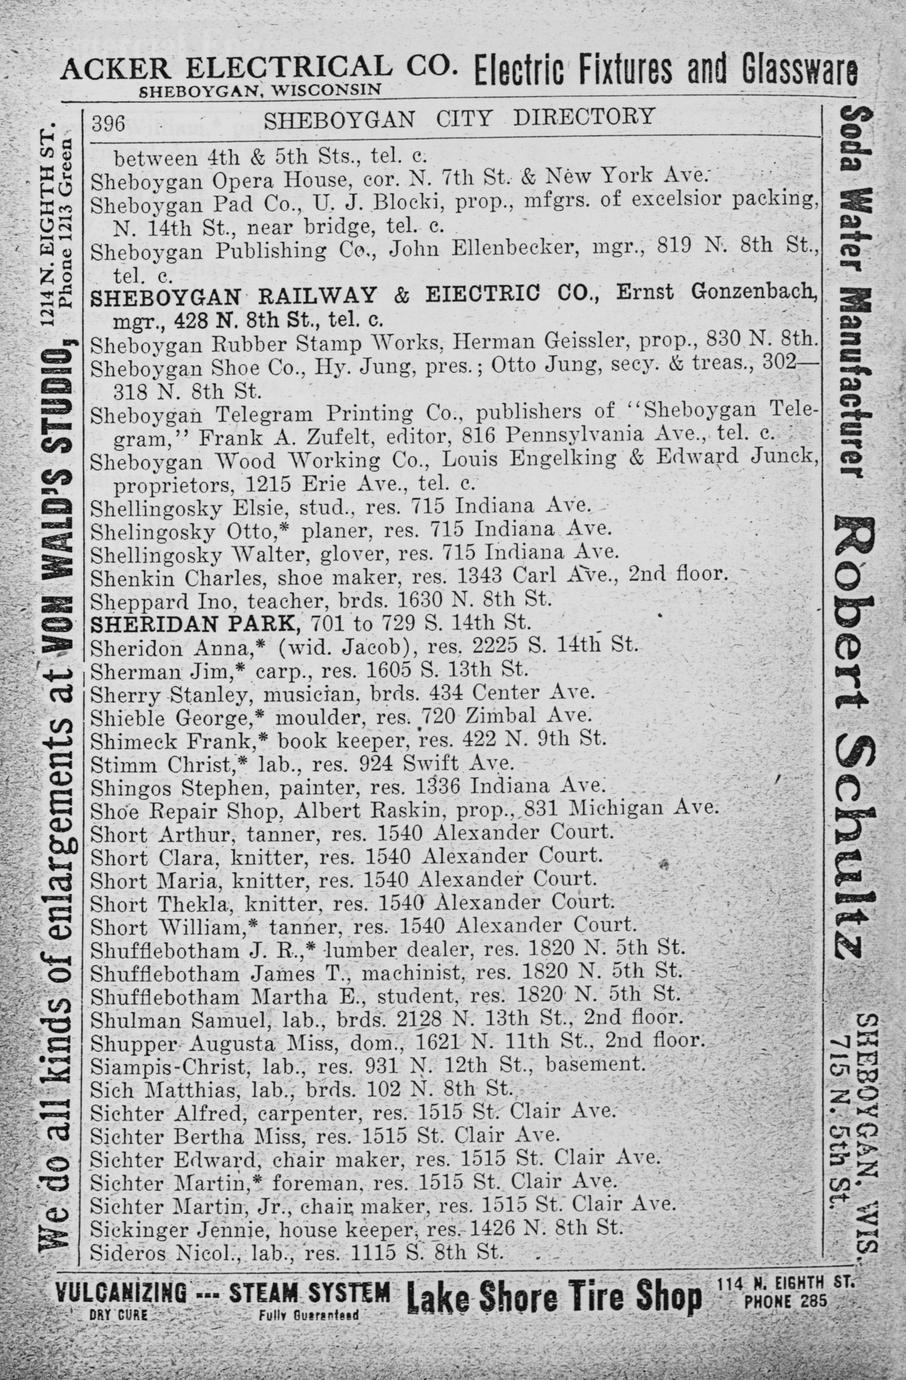 ACKER ELECTRICAL CO. Electric Fixtures and Glassware
SHEBOYGAN, WISCONSIN
396 SHEBOYGAN CITY DIRECTORY
between 4th & 5th Sts., tel. c.
Sheboygan Opera House, cor. N. 7th St. & New York Ave.
Sheboygan Pad Co., U. J. Blocki, prop., mfgrs. of excelsior packing,
N. 14th St., near bridge, tel. c.
Sheboygan Publishing Co., John Ellenbecker, mgr., 819 N. 8th St.,
tel. c.
SHEBOYGAN RAILWAY & EIECTRIC CO., Ernst Gonzenbach,
mgr., 428 N. 8th St., tel. c.
Sheboygan Rubber Stamp Works, Herman Geissler, prop., 830 N. 8th.
Sheboygan Shoe Co., Hy. Jung, pres.; Otto Jung, secy. & treas., 302—
318 N. 8th St.
Sheboygan Telegram Printing Co., publishers of "Sheboygan Tele-
gram," Frank A. Zufelt, editor, 816 Pennsylvania Ave., tel. c.
Sheboygan Wood Working Co., Louis Engelking & Edward Junck,
proprietors, 1215 Erie Ave., tel. c.
Shellingosky Elsie, stud., res. 715 Indiana Ave.
Shelingosky Otto,* planer, res. 715 Indiana Ave.
Shellingosky Walter, glover, res. 715 Indiana Ave.
Shenkin Charles, shoe maker, res. 1343 Carl Ave., 2nd floor.
Sheppard Ino, teacher, brds. 1630 N. 8th St.
SHERIDAN PARK, 701 to 729 S. 14th St.
Sheridon Anna,* (wid. Jacob), res. 2225 S. 14th St.
Sherman Jim,* carp., res. 1605 S. 13th St.
Sherry Stanley, musician, brds. 434 Center Ave.
Shieble George,* moulder, res. 720 Zimbal Ave.
Shimeck Frank,* book keeper, res. 422 N. 9th St.
Stimm Christ,* lab., res. 924 Swift Ave.
Shingos Stephen, painter, res. 1336 Indiana Ave.
Shoe Repair Shop, Albert Raskin, prop., 831 Michigan Ave.
Short Arthur, tanner, res. 1540 Alexander Court.
Short Clara, knitter, res. 1540 Alexander Court.
Short Maria, knitter, res. 1540 Alexander Court.
Short Thekla, knitter, res. 1540 Alexander Court.
Short William,* tanner, res. 1540 Alexander Court.
Shufflebotham J. R.,* lumber dealer, res. 1820 N. 5th St.
Shufflebotham James T., machinist, res. 1820 N. 5th St.
Shufflebotham Martha E., student, res. 1820 N. 5th St.
Shulman Samuel, lab., brds. 2128 N. 13th St., 2nd floor.
Shupper Augusta Miss, dom., 1621 N. 11th St., 2nd floor.
Siampis-Christ, lab., res. 931 N. 12th St., basement.
Sich Matthias, lab., brds. 102 N. 8th St.
Sichter Alfred, carpenter, res. 1515 St. Clair Ave.
Sichter Bertha Miss, res. 1515 St. Clair Ave.
Sichter Edward, chair maker, res. 1515 St. Clair Ave.
Sichter Martin,* foreman, res. 1515 St. Clair Ave.
Sichter Martin, Jr., chair maker, res. 1515 St. Clair Ave.
Sickinger Jennie, house keeper, res. 1426 N. 8th St.
Sideros Nicol., lab., res. 1115 S. 8th St.
We do all kinds of enlargements at VON WALD'S STUDIO,
1214 N. EIGHTH ST.
Phone 1213 Green
Soda Water Manufacturer Robert Schultz
SHEBOYGAN, WIS.
715 N. 5th St.
VULCANIZING --- STEAM SYSTEM Lake Shore Tire Shop 114 N. EIGHTH ST.
DRY CURE Fully Guaranteed PHONE 285